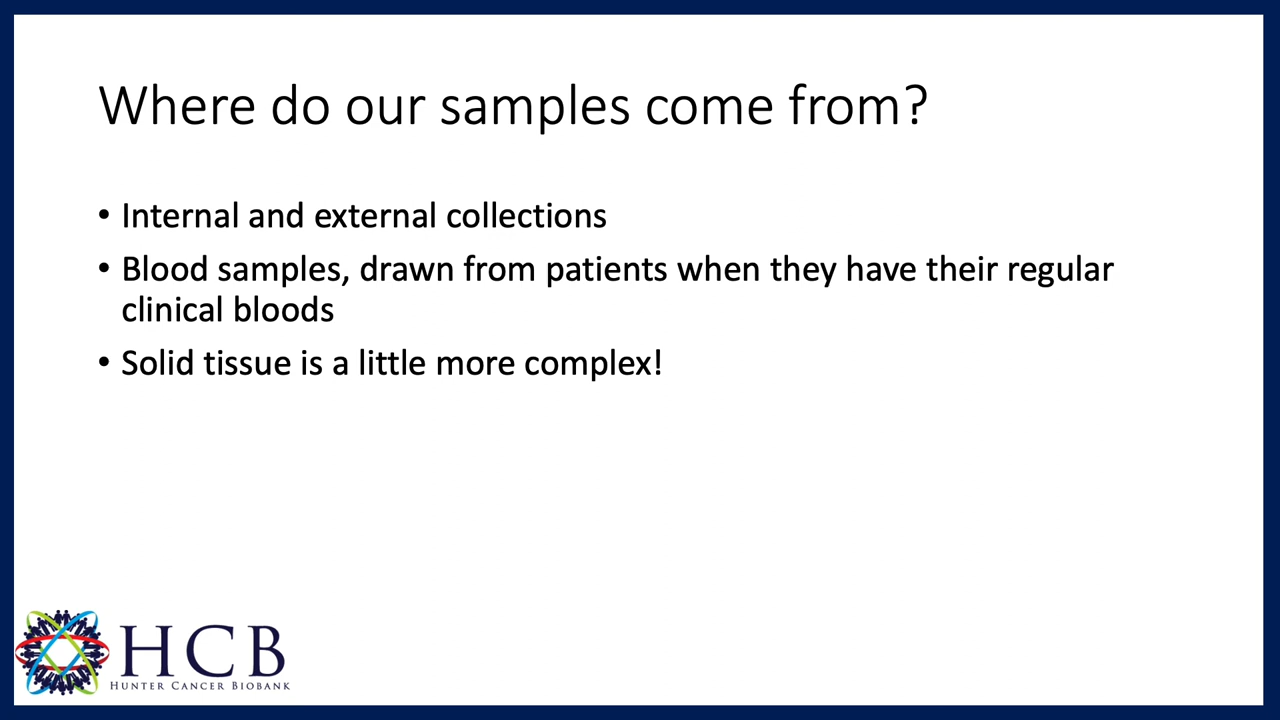 Where do our samples come from?
• Internal and external collections
• Blood samples, drawn from patients when they have their regular
clinical bloods
• Solid tissue is a little more complex!
HCB
HUNTER CANCER BIOBANK